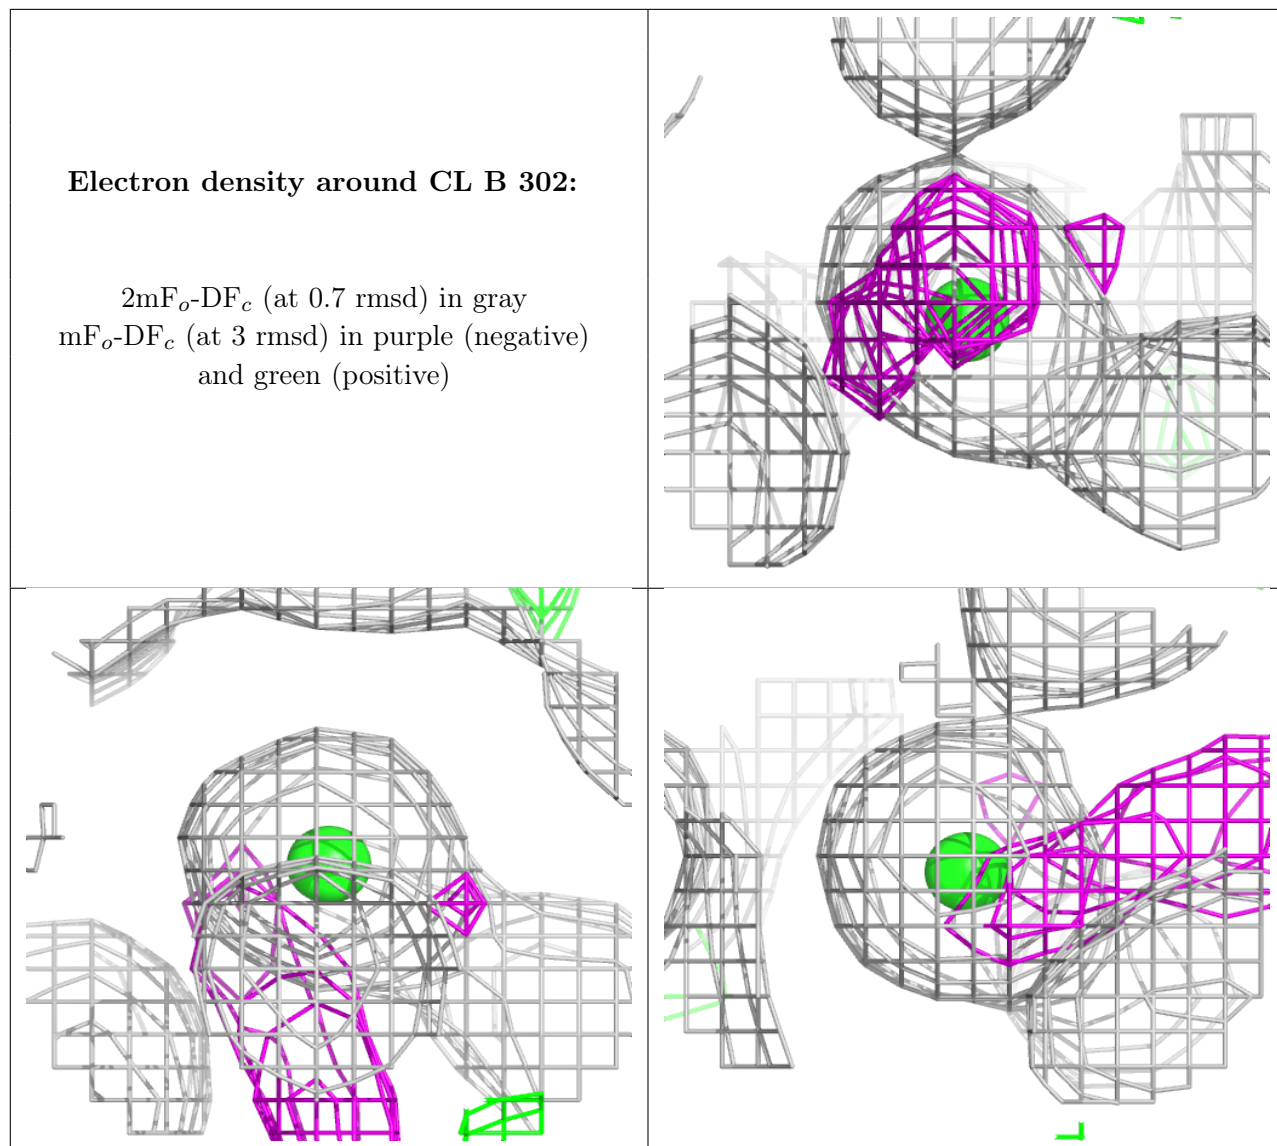 Electron density around CL B 302:
2mFo-DFc (at 0.7 rmsd) in gray
mFo-DFc (at 3 rmsd) in purple (negative)
and green (positive)